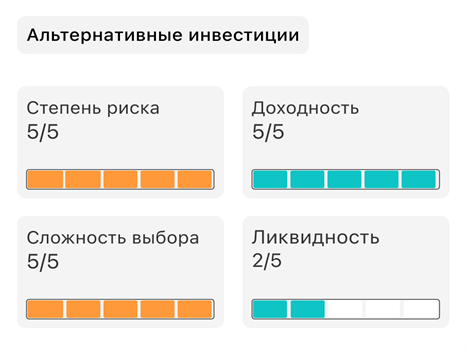 Альтернативные инвестиции
Степень риска
5/5
Доходность
5/5
Сложность выбора
5/5
Ликвидность
2/5